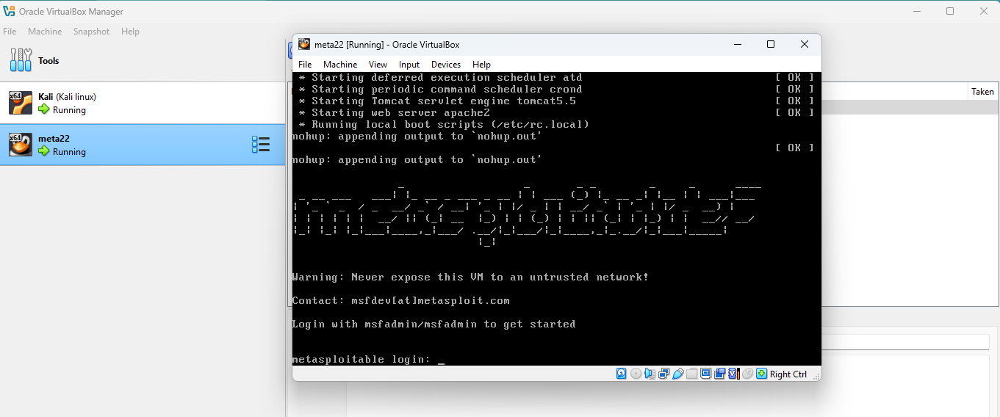 Oracle VirtualBox Manager
File Machine Snapshot Help
Tools
Kali (Kali linux)
Running
meta22
Running
Taken
meta22 [Running] - Oracle VirtualBox
File Machine View Input Devices Help
* Starting deferred execution scheduler atd [ OK ]
* Starting periodic command scheduler crond [ OK ]
* Starting Tomcat servlet engine tomcat5.5 [ OK ]
* Starting web server apache2 [ OK ]
* Running local boot scripts (/etc/rc.local)
nohup: appending output to `nohup.out'
[ OK ]
nohup: appending output to `nohup.out'
Warning: Never expose this VM to an untrusted network!
Contact: msfdev[at]metasploit.com
Login with msfadmin/msfadmin to get started
metasploitable login: _
Right Ctrl